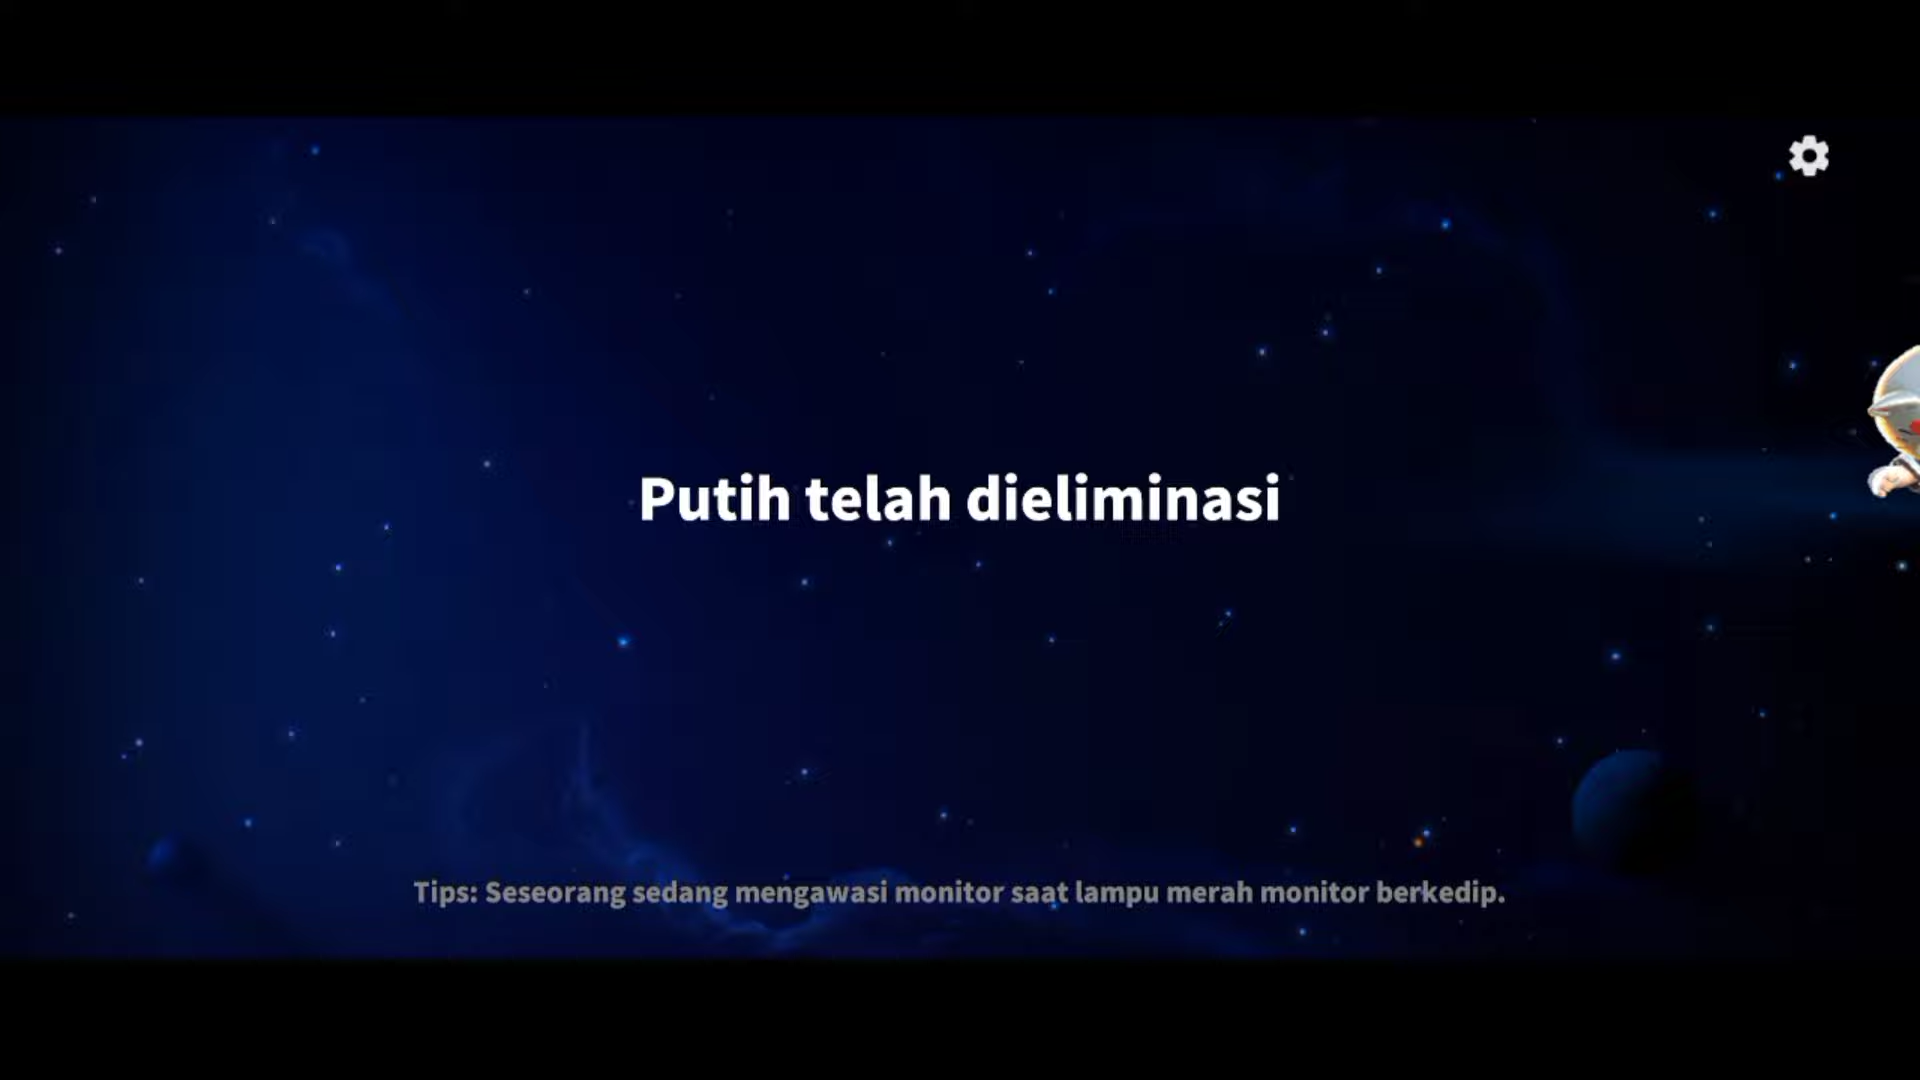 Putih telah dieliminasi
Tips: Seseorang sedang mengawasi monitor saat lampu merah monitor berkedip.